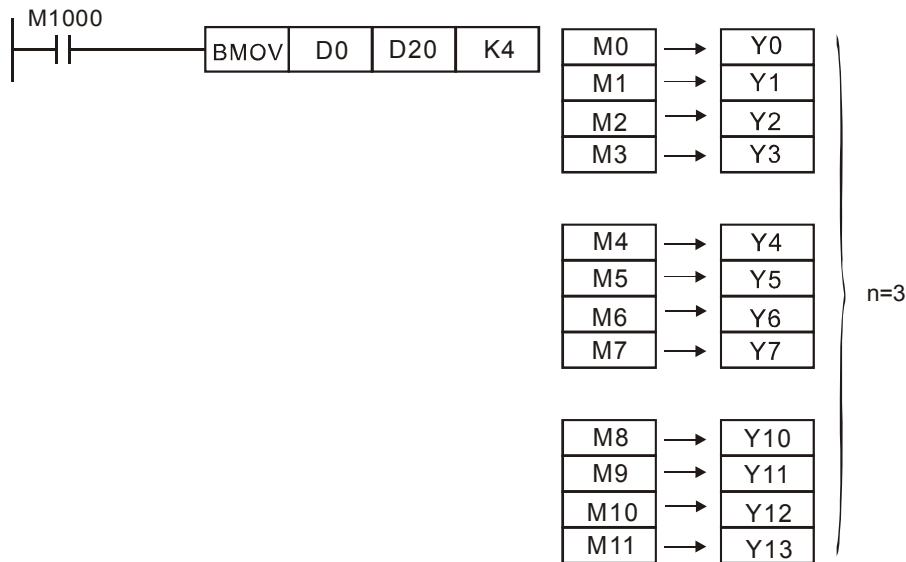 M1000
BMOV D0 D20 K4
M0 Y0
M1 Y1
M2 Y2
M3 Y3
M4 Y4
M5 Y5
M6 Y6
M7 Y7
n=3
M8 Y10
M9 Y11
M10 Y12
M11 Y13